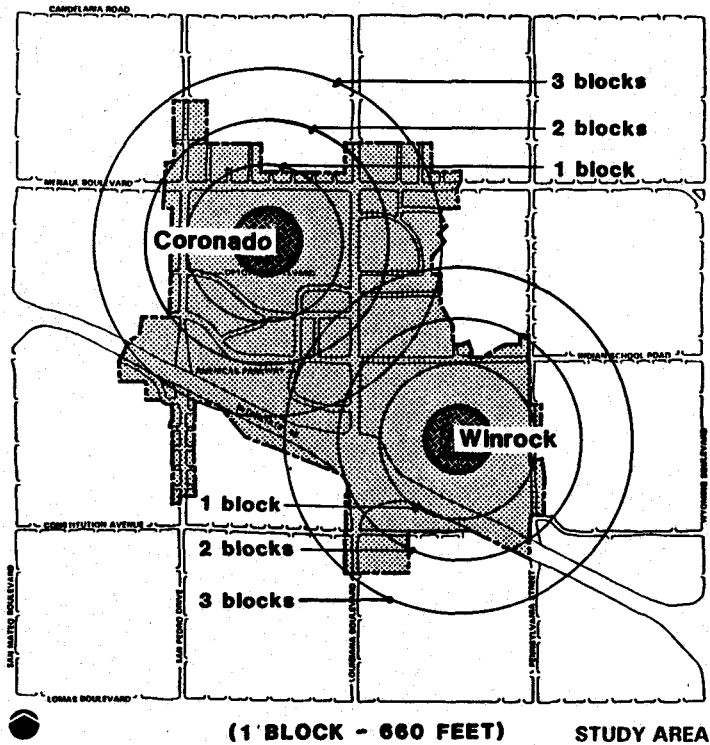 CANDELARIA ROAD
3 blocks
2 blocks
1 block
MENAUL BOULEVARD
Coronado
INDIAN SCHOOL ROAD
AMERICAS PARKWAY
Winrock
1 block
CONSTITUTION AVENUE
2 blocks
3 blocks
SAN MATEO BOULEVARD
SAN PEDRO DRIVE
LOUISIANA BOULEVARD
PENNSYLVANIA STREET
WYOMING BOULEVARD
LOMAS BOULEVARD
(1 BLOCK - 660 FEET)
STUDY AREA